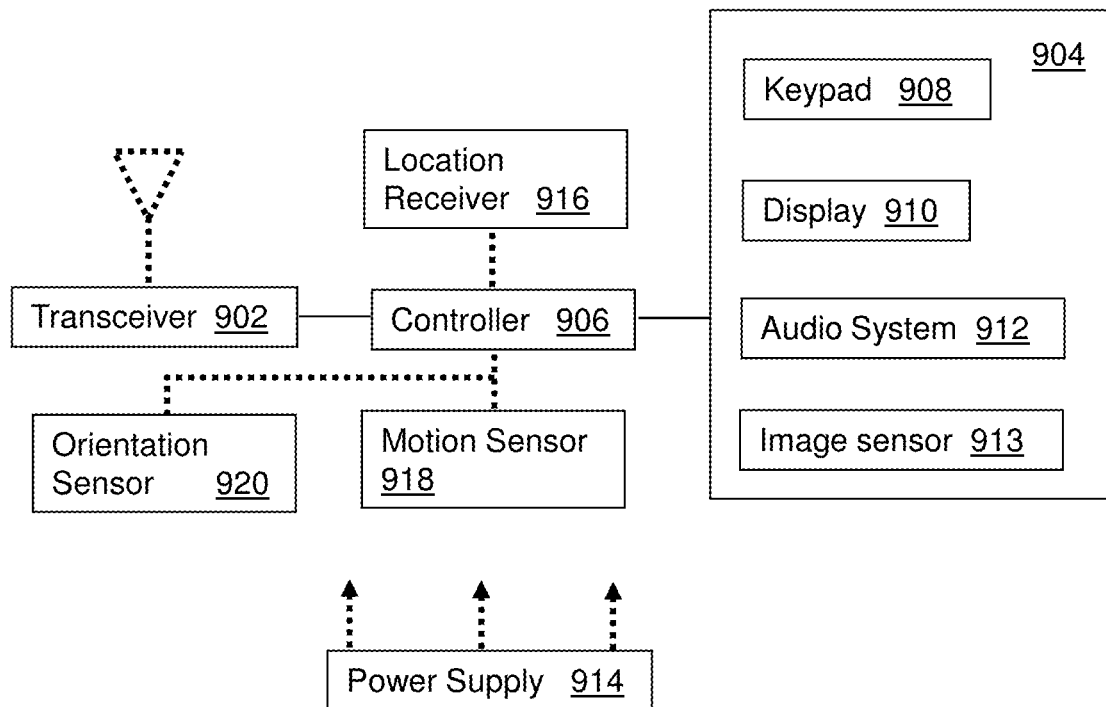 904
Keypad 908
Location
Receiver 916
Display 910
Transceiver 902
Controller 906
Audio System 912
Orientation
Sensor 920
Motion Sensor
918
Image sensor 913
Power Supply 914